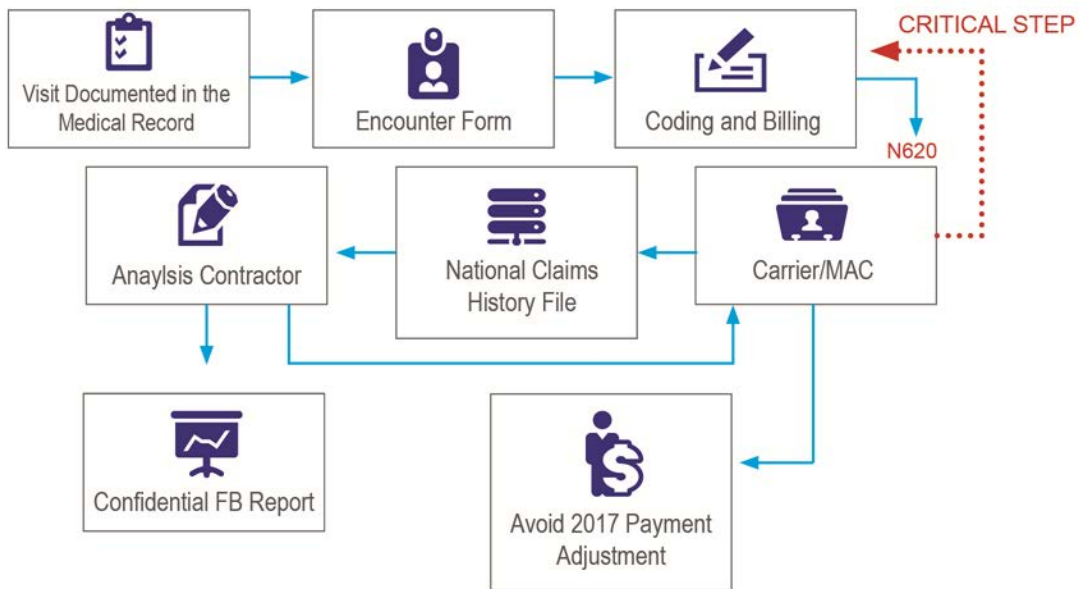 CRITICAL STEP
Visit Documented in the
Medical Record
Encounter Form
Coding and Billing
N620
Anaylsis Contractor
National Claims
History File
Carrier/MAC
Confidential FB Report
Avoid 2017 Payment
Adjustment